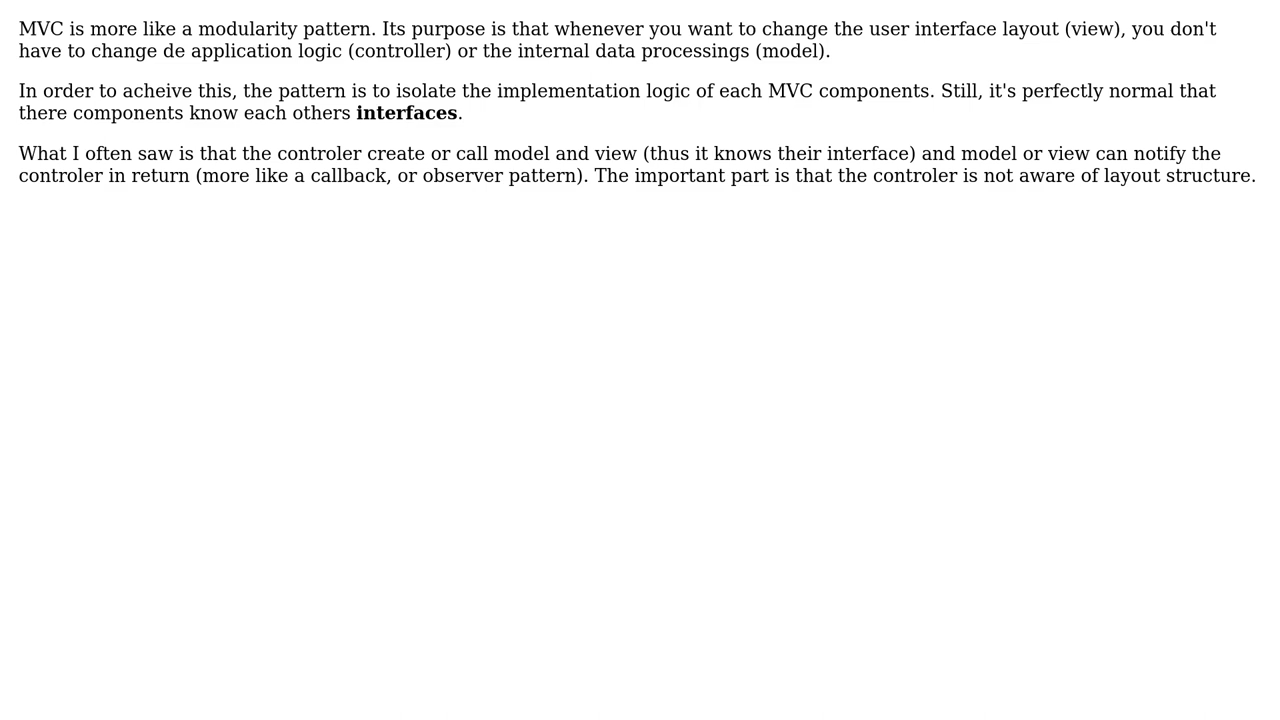 MVC is more like a modularity pattern. Its purpose is that whenever you want to change the user interface layout (view), you don't
have to change de application logic (controller) or the internal data processings (model).
In order to acheive this, the pattern is to isolate the implementation logic of each MVC components. Still, it's perfectly normal that
there components know each others interfaces.
What I often saw is that the controler create or call model and view (thus it knows their interface) and model or view can notify the
controler in return (more like a callback, or observer pattern). The important part is that the controler is not aware of layout structure.